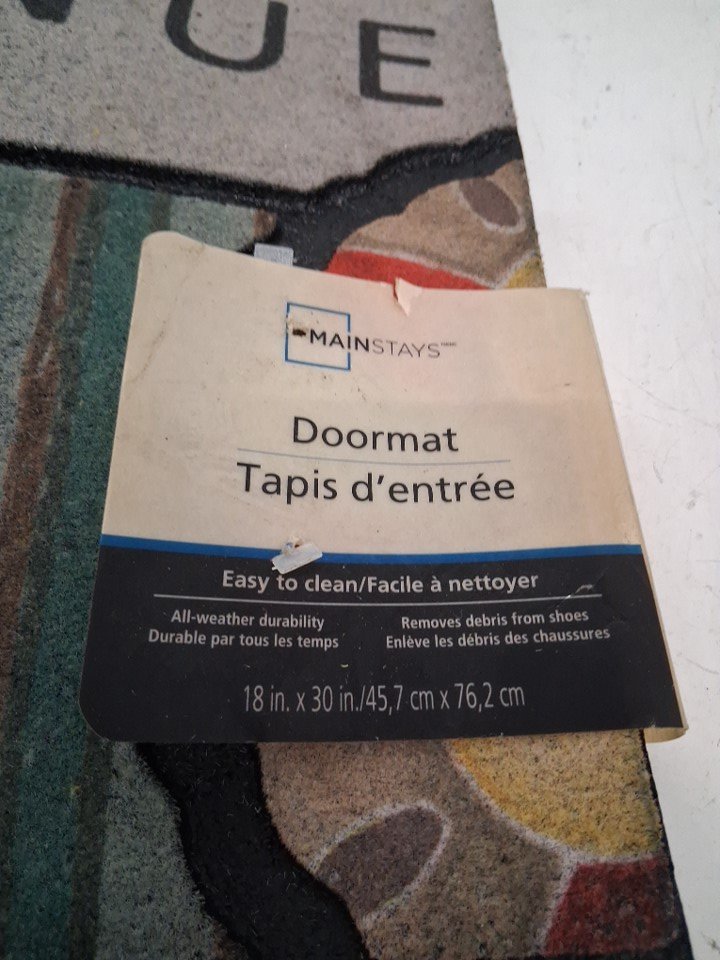 VUE
MAINSTAYS
Doormat
Tapis d'entrée
Easy to clean/Facile à nettoyer
All-weather durability
Durable par tous les temps
Removes debris from shoes
Enlève les débris des chaussures
18 in. x 30 in./45,7 cm x 76,2 cm